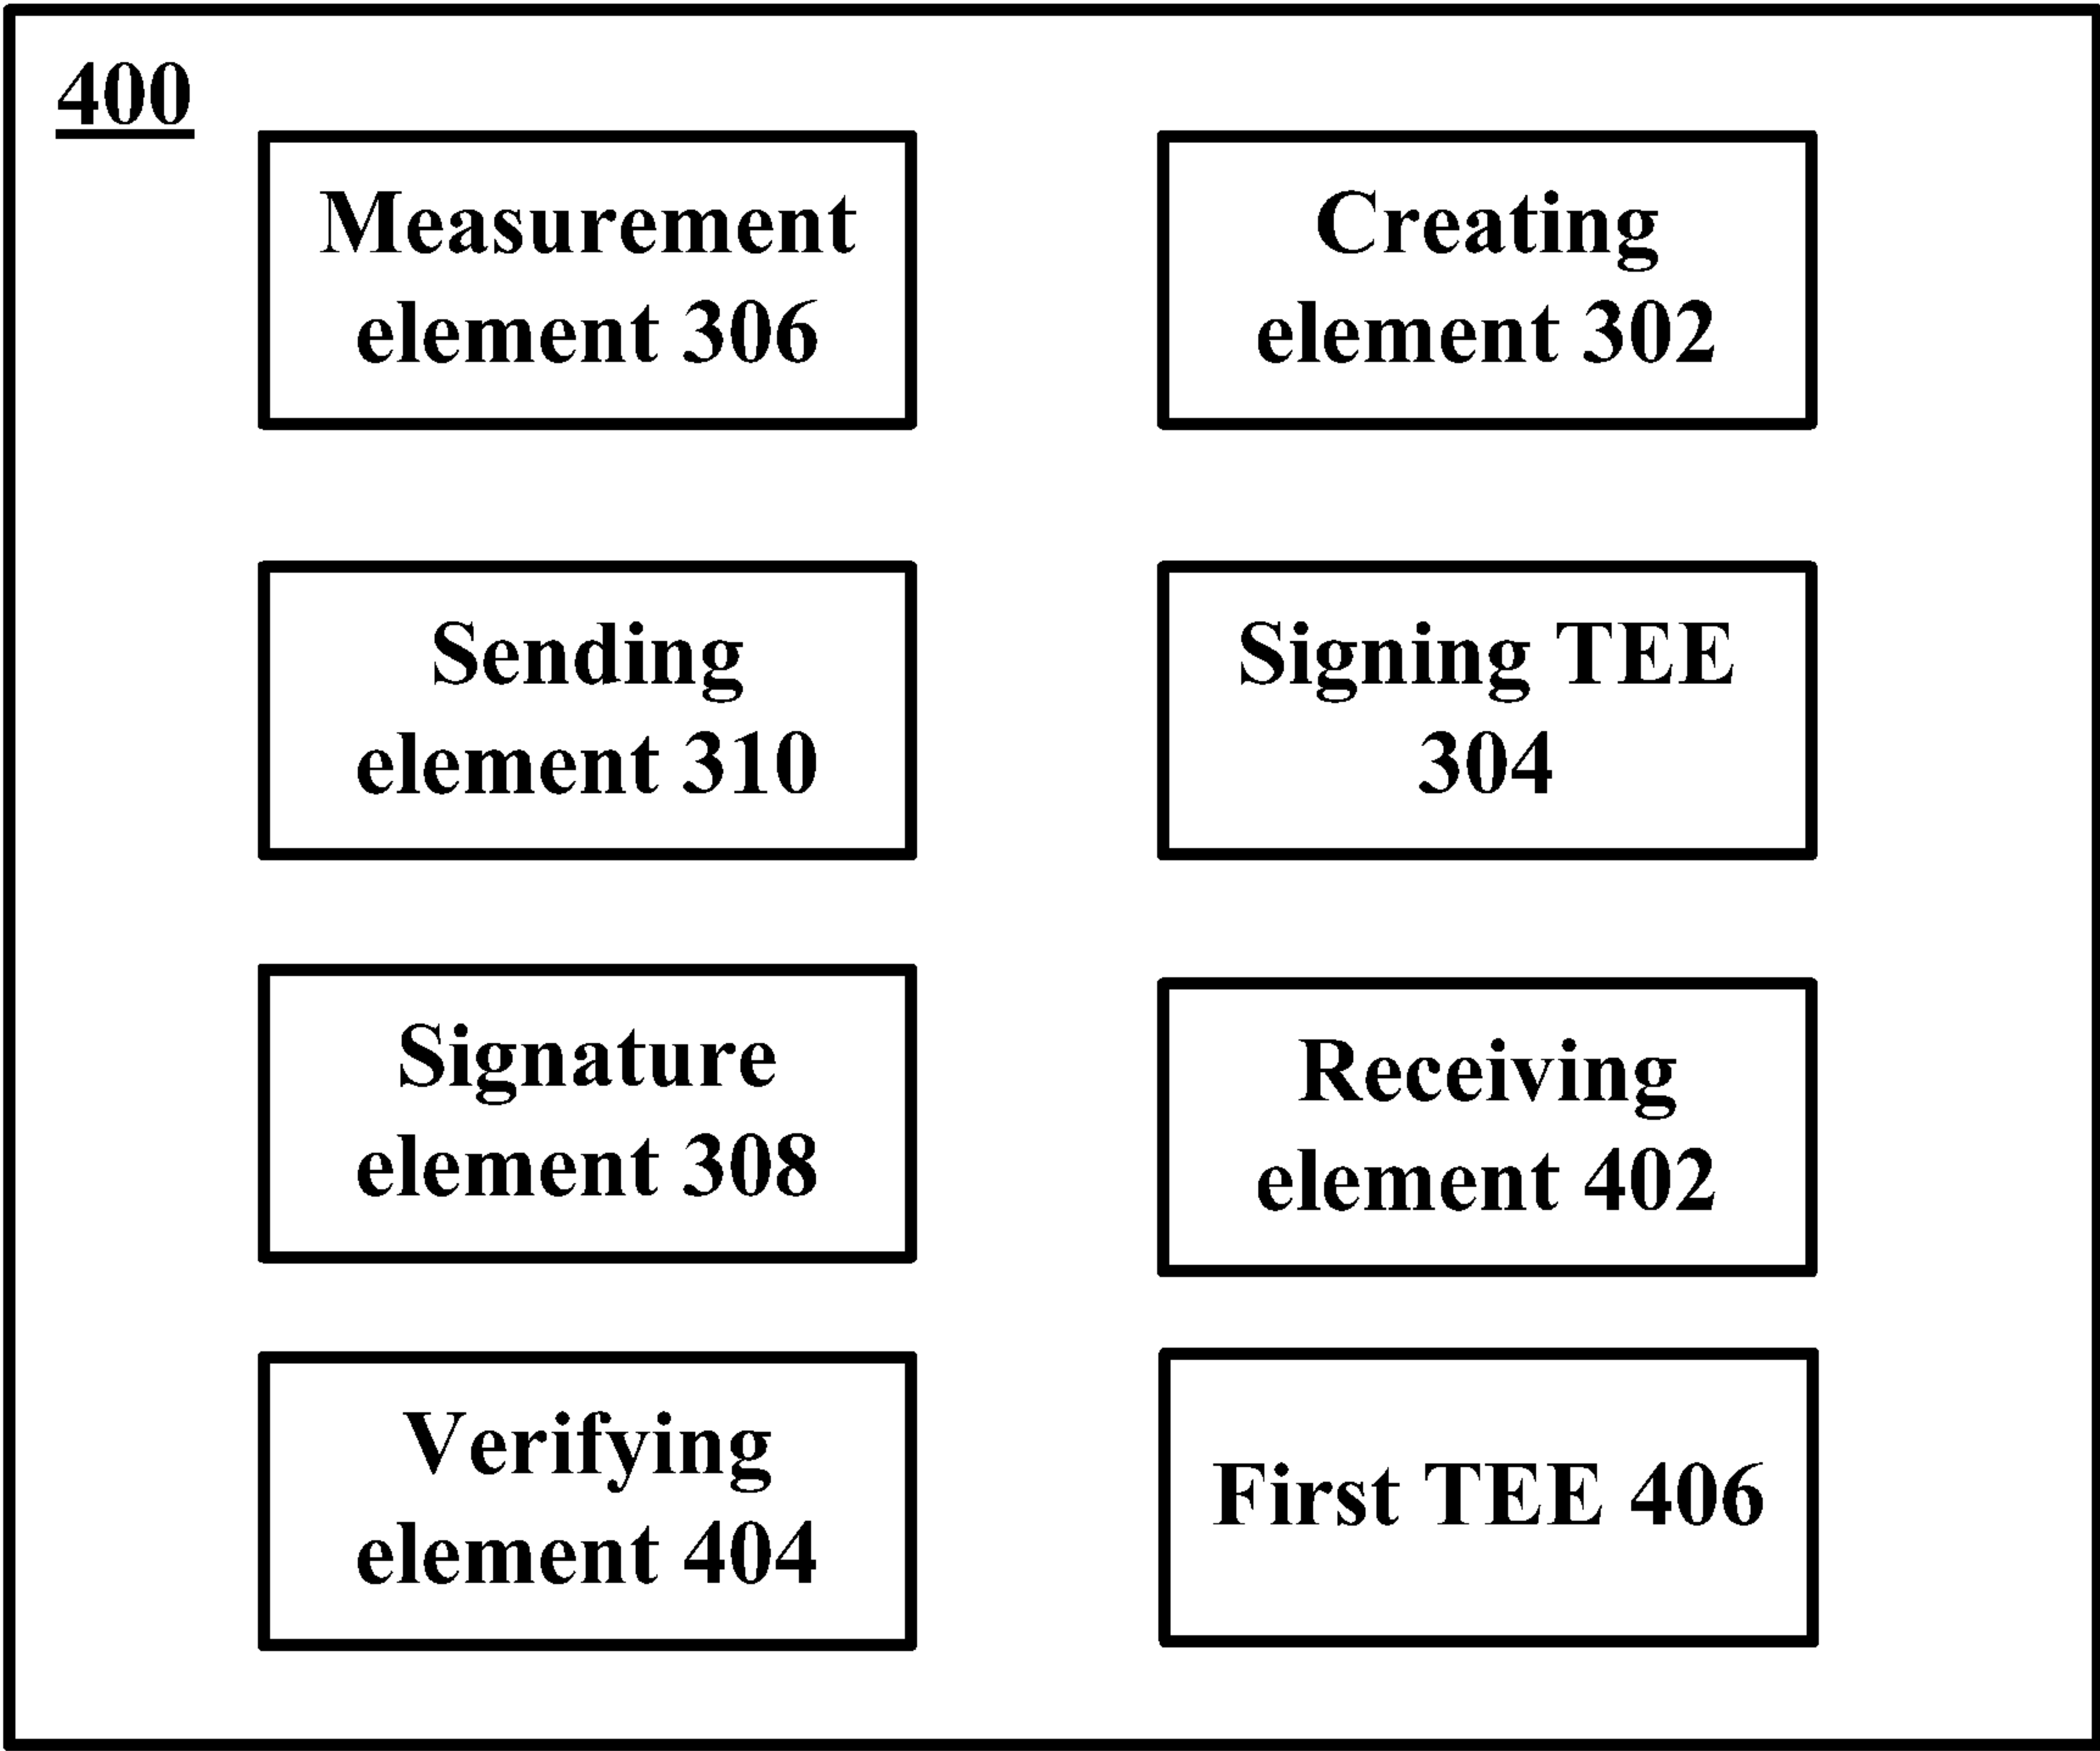 400
Measurement
element 306
Creating
element 302
Sending
element 310
Signing TEE
304
Signature
element 308
Receiving
element 402
Verifying
element 404
First TEE 406